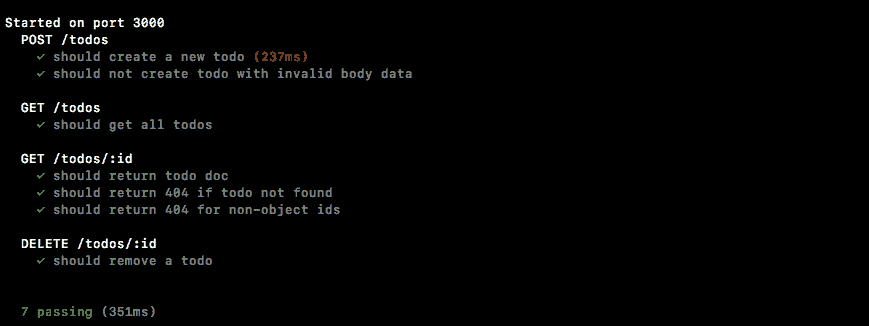 Started on port 3000
POST /todos
✓ should create a new todo (237ms)
✓ should not create todo with invalid body data
GET /todos
✓ should get all todos
GET /todos/:id
✓ should return todo doc
✓ should return 404 if todo not found
✓ should return 404 for non-object ids
DELETE /todos/:id
✓ should remove a todo
7 passing (351ms)